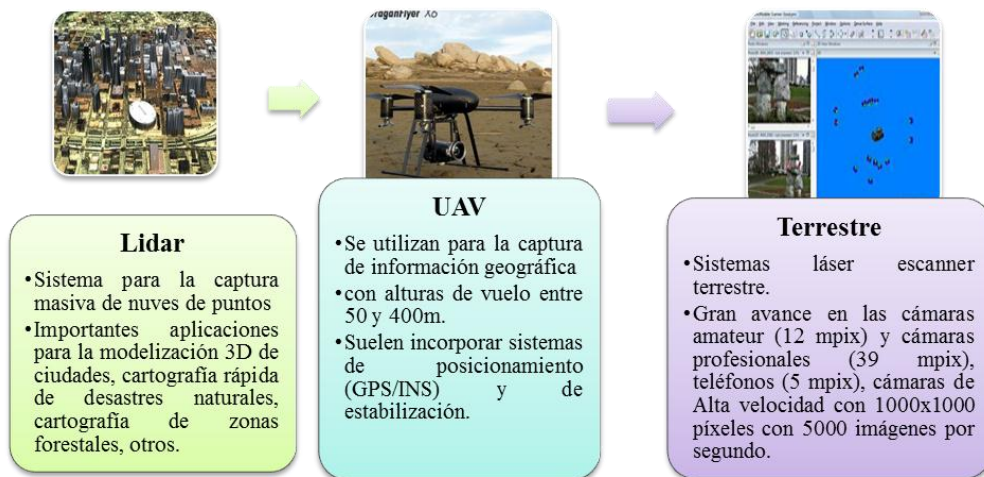 DraganFlyer X6
Lidar
•Sistema para la captura
masiva de nuves de puntos
•Importantes aplicaciones
para la modelización 3D de
ciudades, cartografía rápida
de desastres naturales,
cartografía de zonas
forestales, otros.
UAV
•Se utilizan para la captura
de información geográfica
•con alturas de vuelo entre
50 y 400m.
•Suelen incorporar sistemas
de posicionamiento
(GPS/INS) y de
estabilización.
Terrestre
•Sistemas láser escanner
terrestre.
•Gran avance en las cámaras
amateur (12 mpix) y cámaras
profesionales (39 mpix),
teléfonos (5 mpix), cámaras de
Alta velocidad con 1000x1000
píxeles con 5000 imágenes por
segundo.